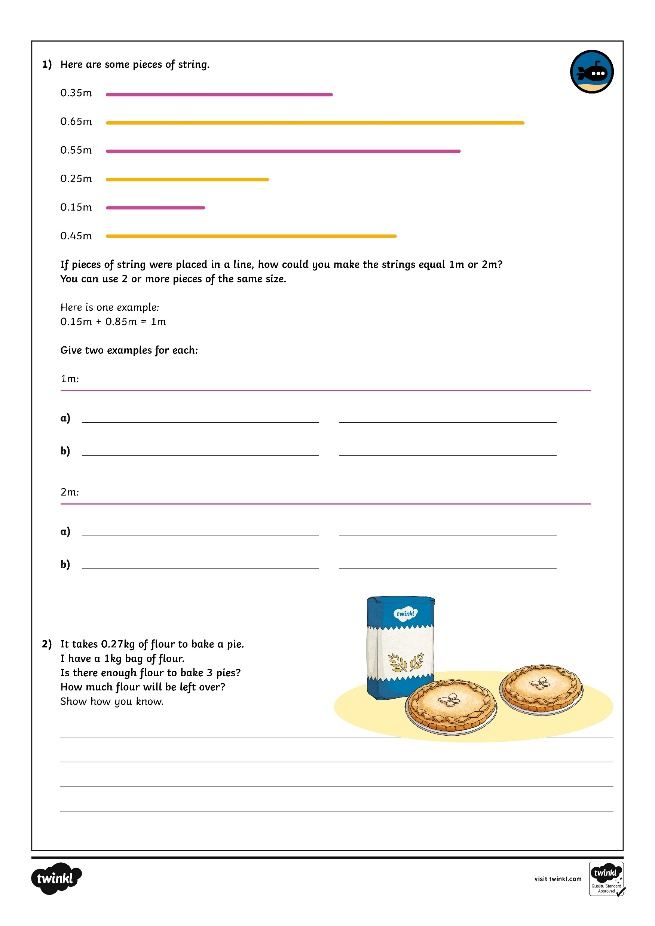 1) Here are some pieces of string.
0.35m
0.65m
0.55m
0.25m
0.15m
0.45m
If pieces of string were placed in a line, how could you make the strings equal 1m or 2m?
You can use 2 or more pieces of the same size.
Here is one example:
0.15m + 0.85m = 1m
Give two examples for each:
1m:
a)
b)
2m:
a)
b)
twinkl
2) It takes 0.27kg of flour to bake a pie.
I have a 1kg bag of flour.
Is there enough flour to bake 3 pies?
How much flour will be left over?
Show how you know.
twinkl
visit twinkl.com
twinkl
Quality Standard
Approved